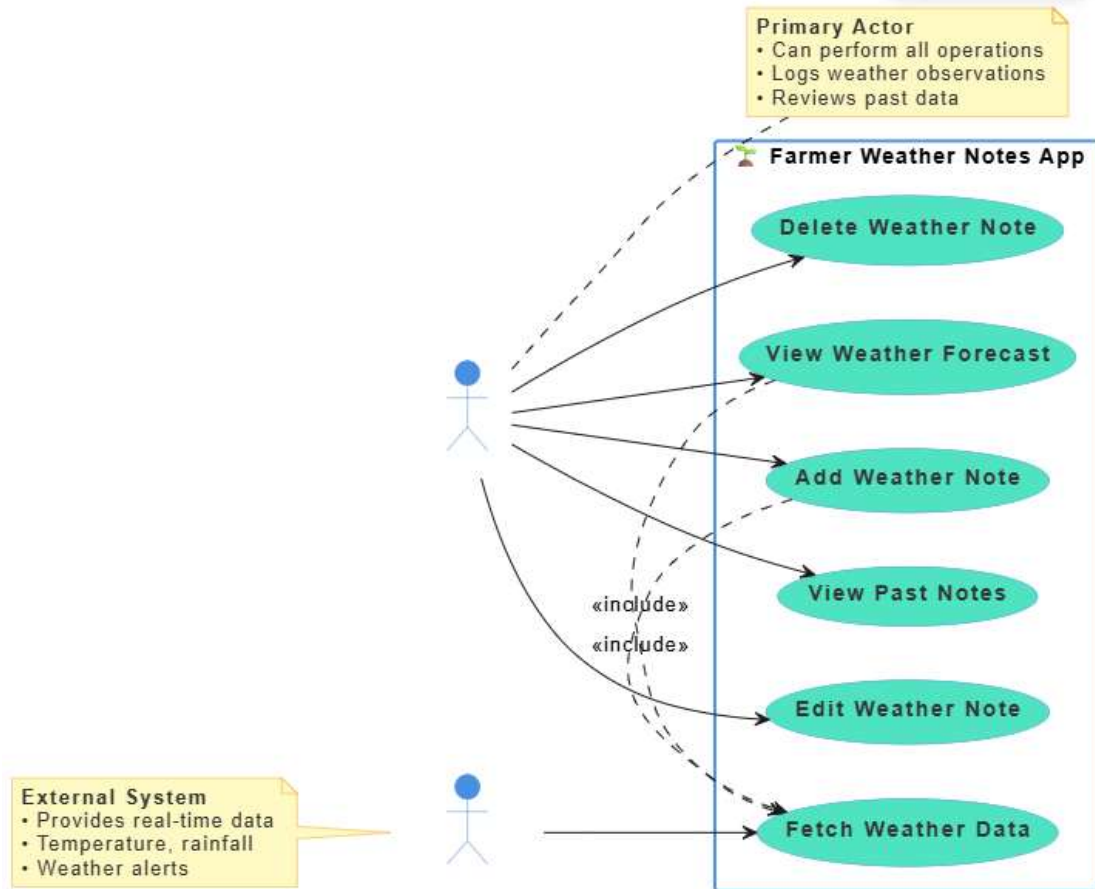 Primary Actor
• Can perform all operations
• Logs weather observations
• Reviews past data
Farmer Weather Notes App
Delete Weather Note
View Weather Forecast
Add Weather Note
View Past Notes
«include»
«include»
Edit Weather Note
External System
• Provides real-time data
• Temperature, rainfall
• Weather alerts
Fetch Weather Data